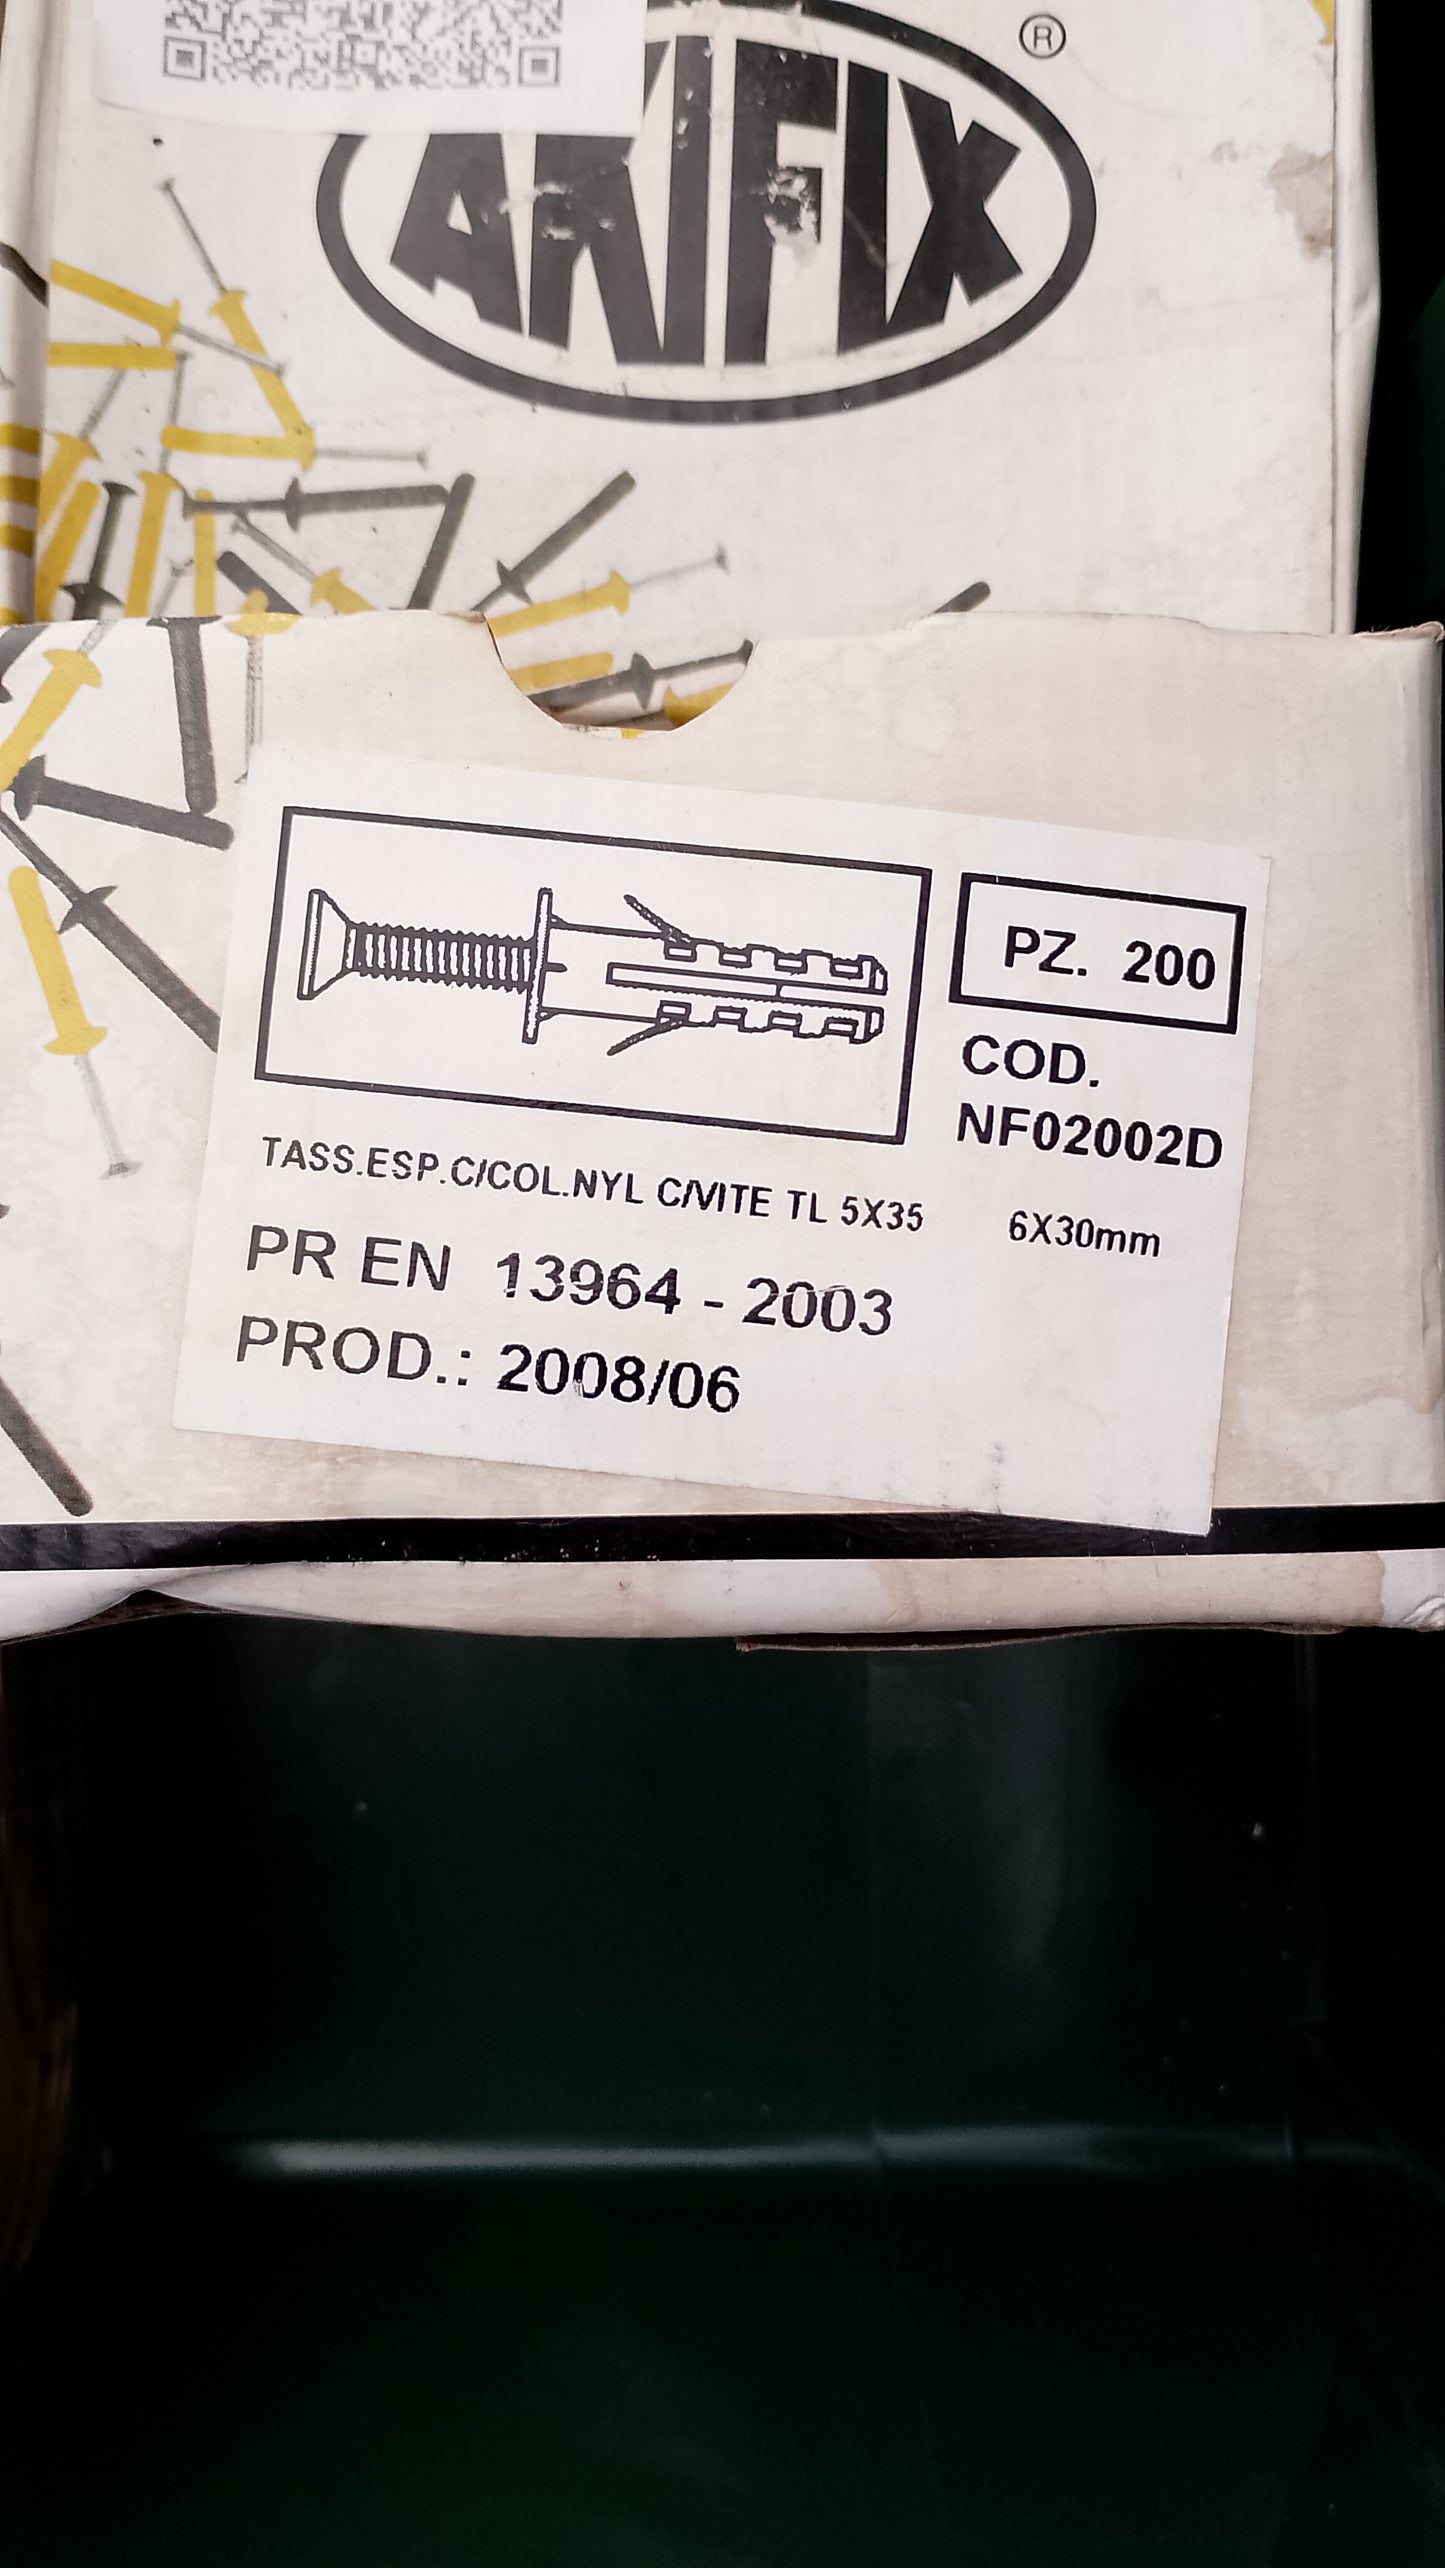 AKIFIX ®
PZ. 200
COD.
NF02002D
TASS.ESP.C/COL.NYL C/VITE TL 5X35 6X30mm
PR EN 13964 - 2003
PROD.: 2008/06